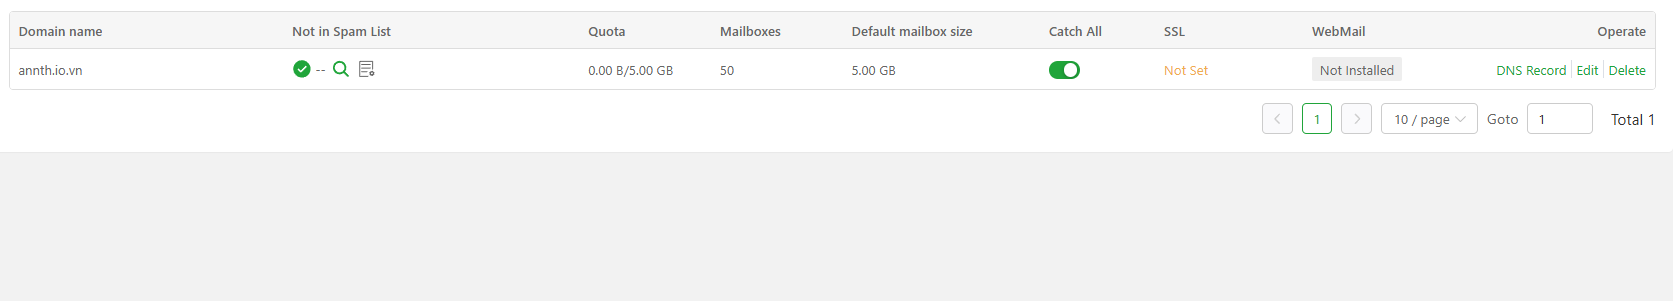 Domain name Not in Spam List Quota Mailboxes Default mailbox size Catch All SSL WebMail Operate
annth.io.vn -- 0.00 B/5.00 GB 50 5.00 GB Not Set Not Installed DNS Record Edit Delete
1 10 / page Goto 1 Total 1